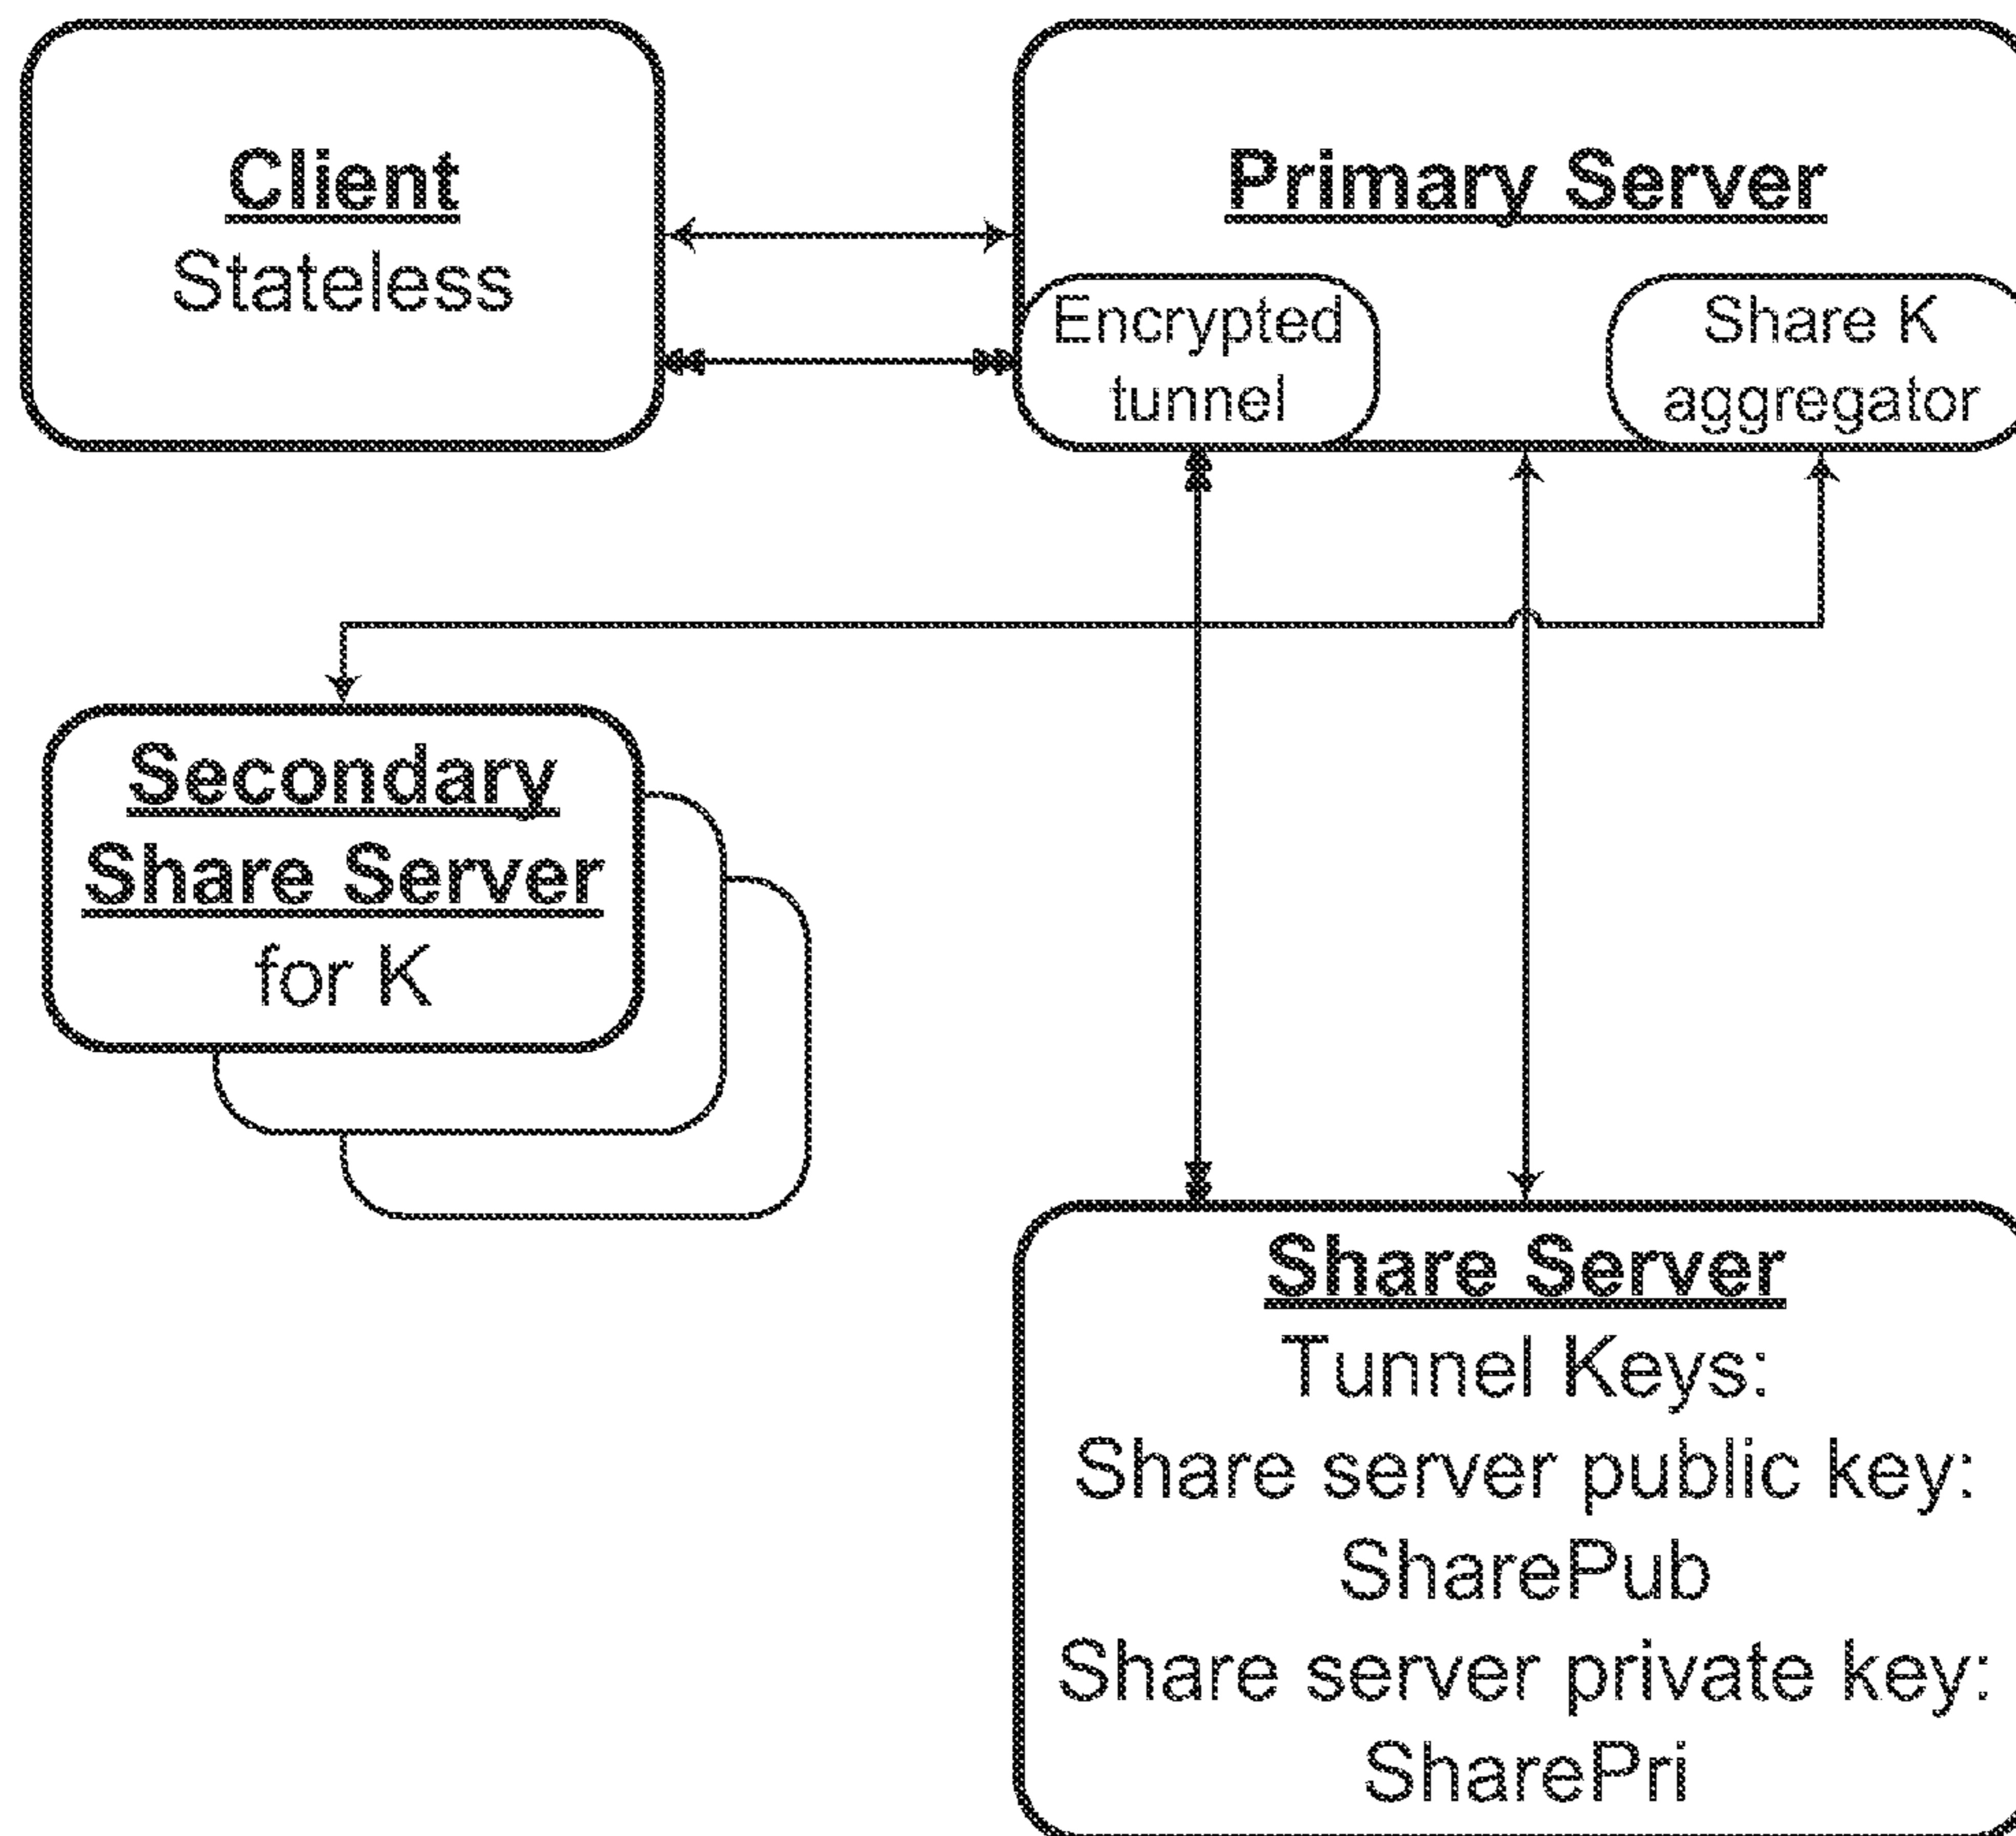 Client
Stateless
Primary Server
Encrypted
tunnel
Share K
aggregator
Secondary
Share Server
for K
Share Server
Tunnel Keys:
Share server public key:
SharePub
Share server private key:
SharePri